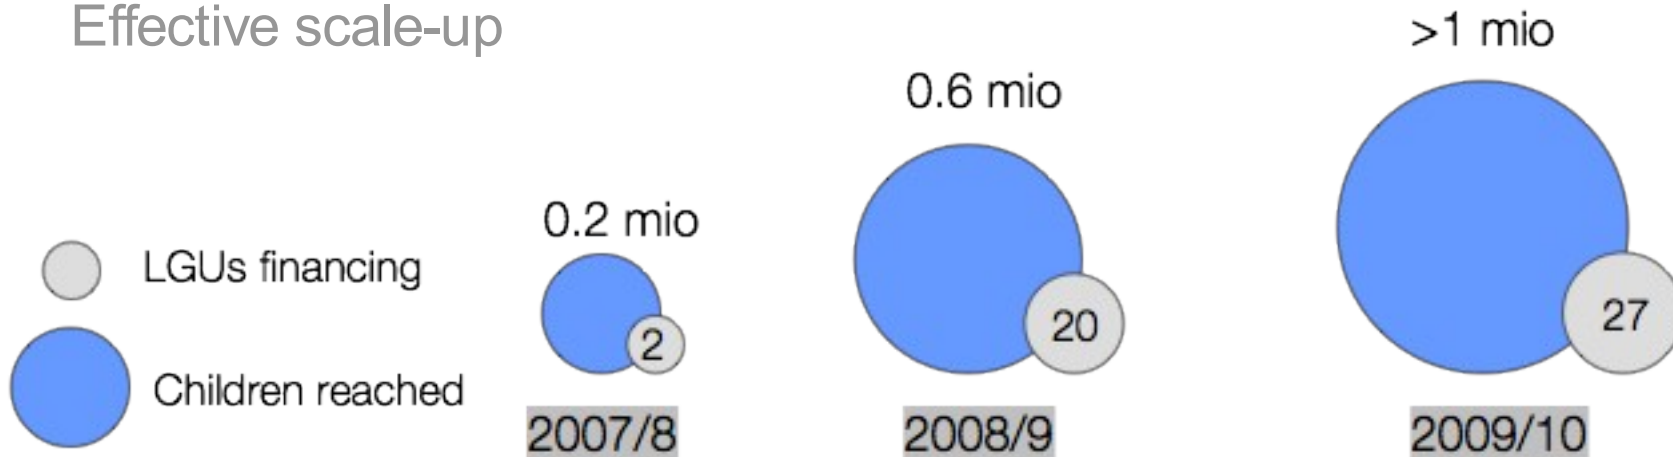 Effective scale-up
LGUs financing
Children reached
0.2 mio
2
2007/8
0.6 mio
20
2008/9
>1 mio
27
2009/10